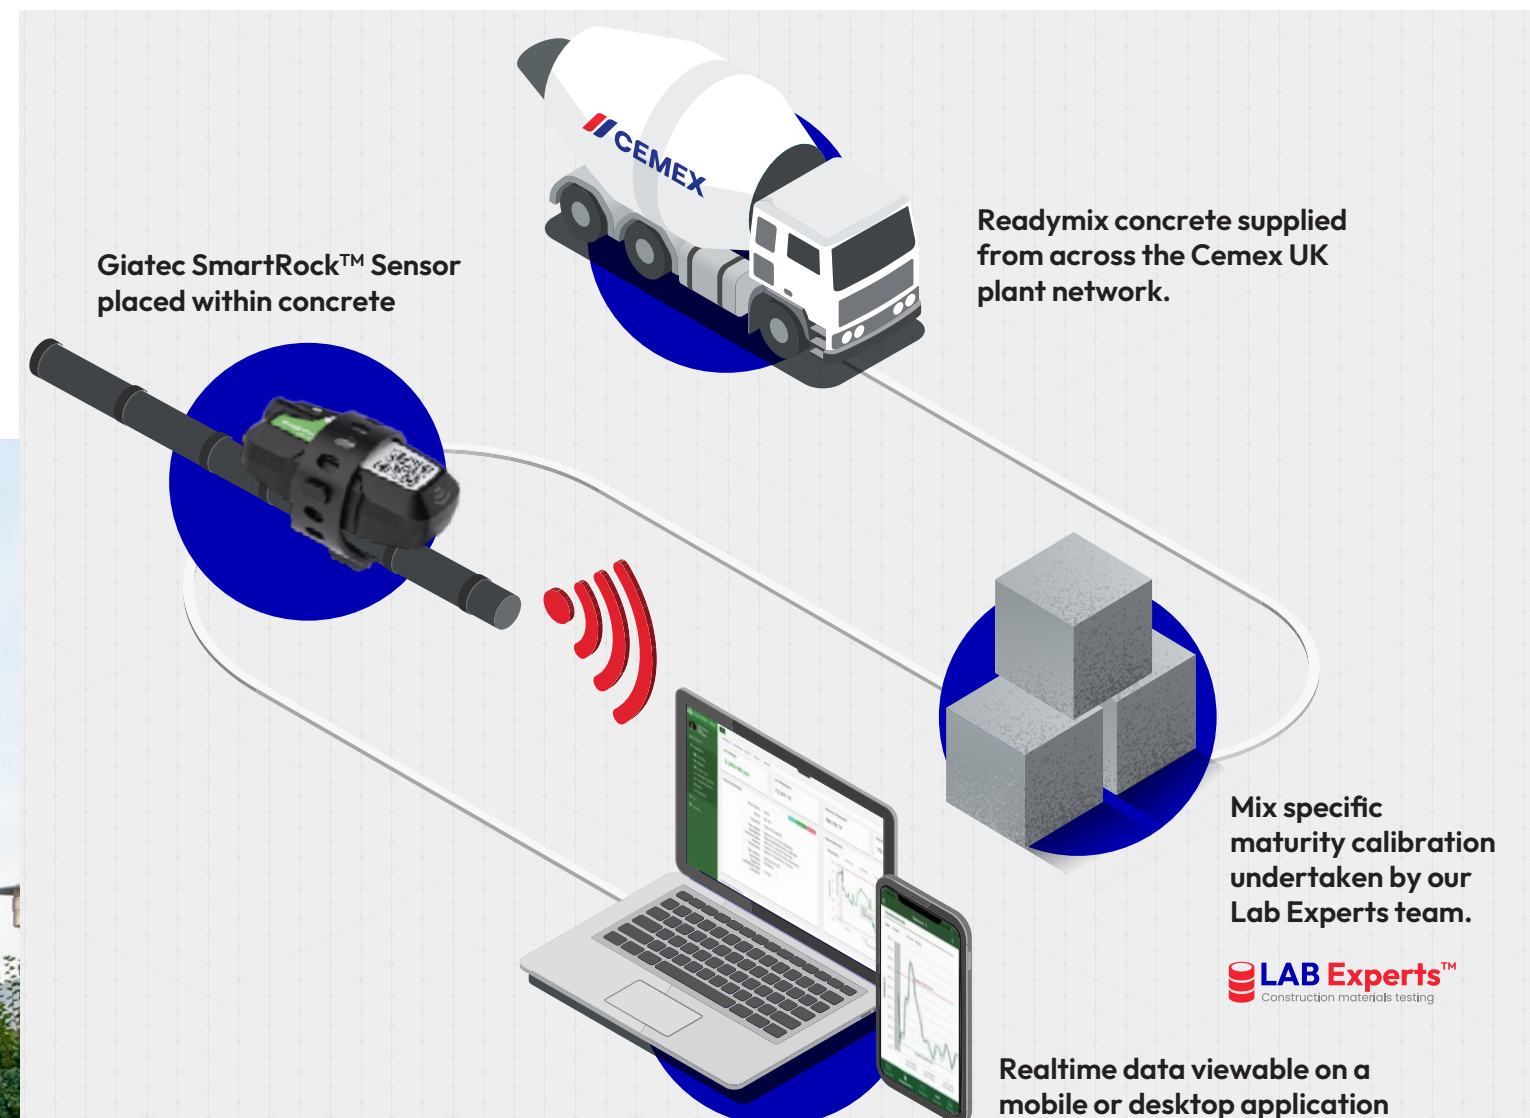 CEMEX
Readymix concrete supplied
from across the Cemex UK
plant network.
Giatec SmartRock™ Sensor
placed within concrete
Mix specific
maturity calibration
undertaken by our
Lab Experts team.
LAB Experts™
Construction materials testing
Realtime data viewable on a
mobile or desktop application